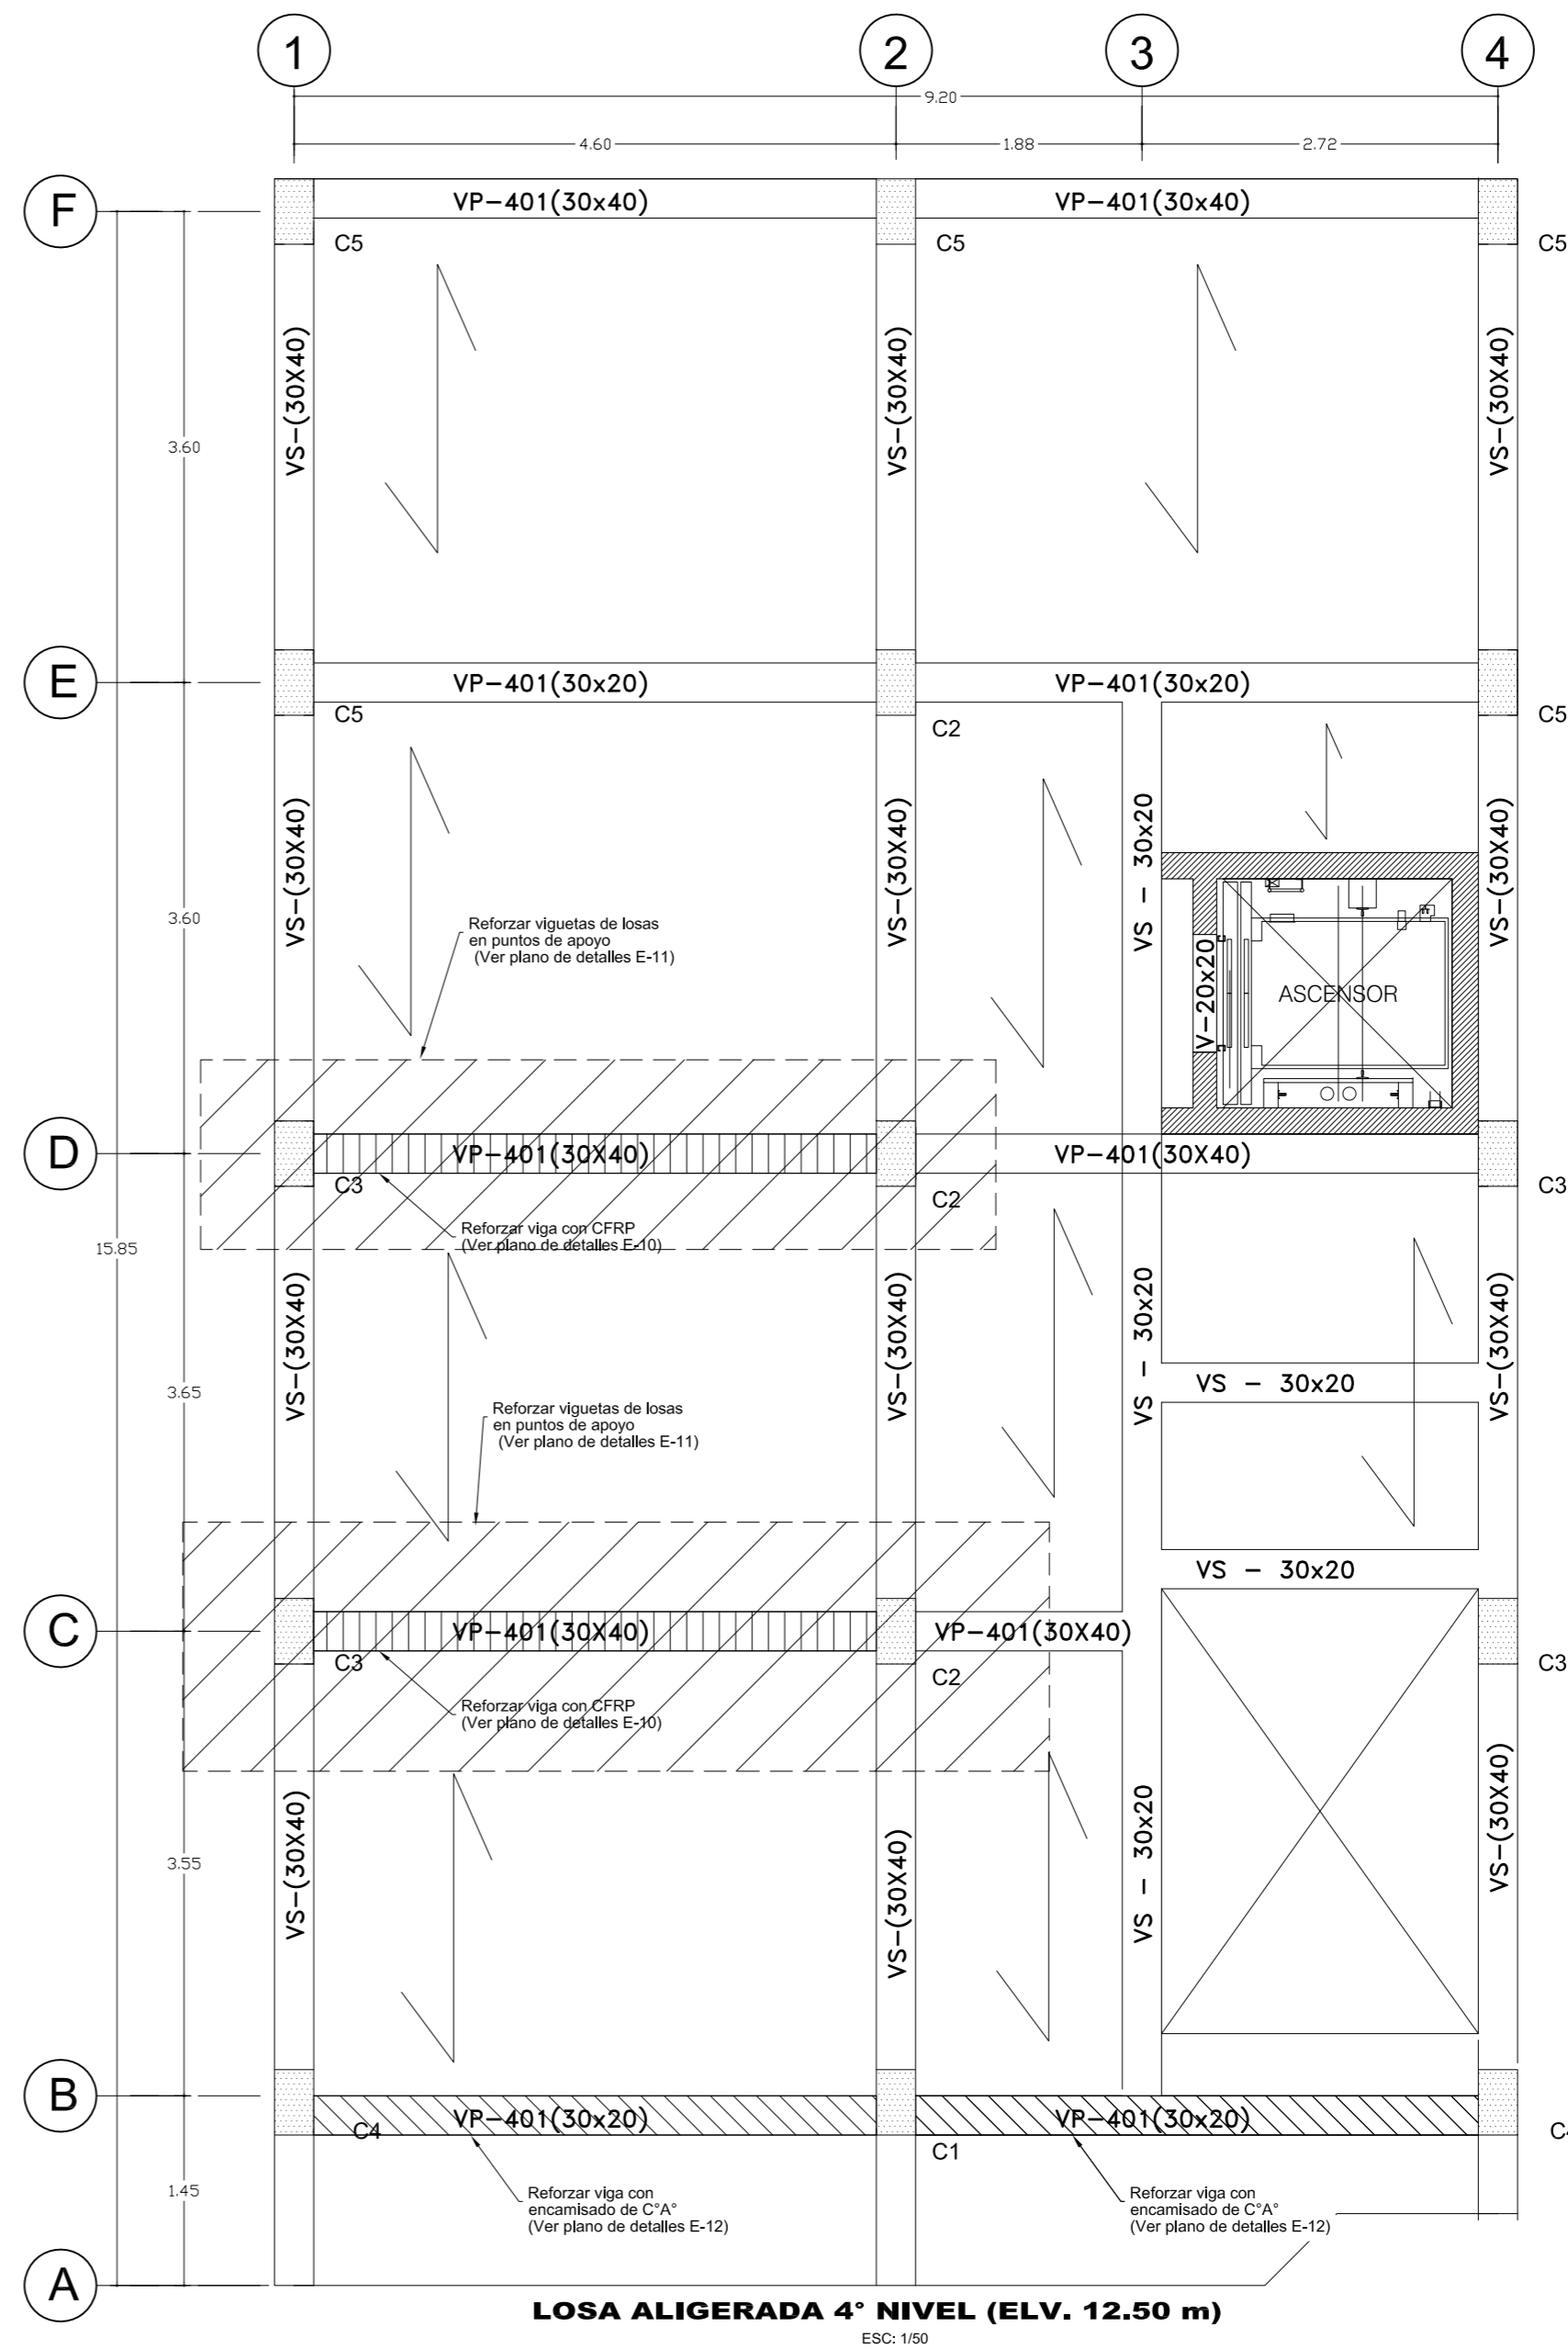 1
2
3
4
9.20
4.60
1.88
2.72
F
VP-401(30x40)
VP-401(30x40)
C5
C5
C5
VS-(30X40)
VS-(30X40)
VS-(30X40)
3.60
E
VP-401(30x20)
VP-401(30x20)
C5
C2
C5
VS-(30X40)
VS-(30X40)
VS - 30x20
VS-(30X40)
3.60
Reforzar viguetas de losas
en puntos de apoyo
(Ver plano de detalles E-11)
V-20x20
ASCENSOR
D
VP-401(30X40)
VP-401(30X40)
C3
C2
C3
Reforzar viga con CFRP
(Ver plano de detalles E-10)
15.85
VS-(30X40)
VS-(30X40)
VS - 30x20
VS-(30X40)
3.65
VS - 30x20
Reforzar viguetas de losas
en puntos de apoyo
(Ver plano de detalles E-11)
VS - 30x20
C
VP-401(30X40)
VP-401(30X40)
C3
C2
C3
Reforzar viga con CFRP
(Ver plano de detalles E-10)
VS-(30X40)
VS-(30X40)
VS - 30x20
VS-(30X40)
3.55
B
VP-401(30x20)
VP-401(30x20)
C4
C1
1.45
Reforzar viga con
encamisado de C°A°
(Ver plano de detalles E-12)
Reforzar viga con
encamisado de C°A°
(Ver plano de detalles E-12)
A
LOSA ALIGERADA 4° NIVEL (ELV. 12.50 m)
ESC: 1/50